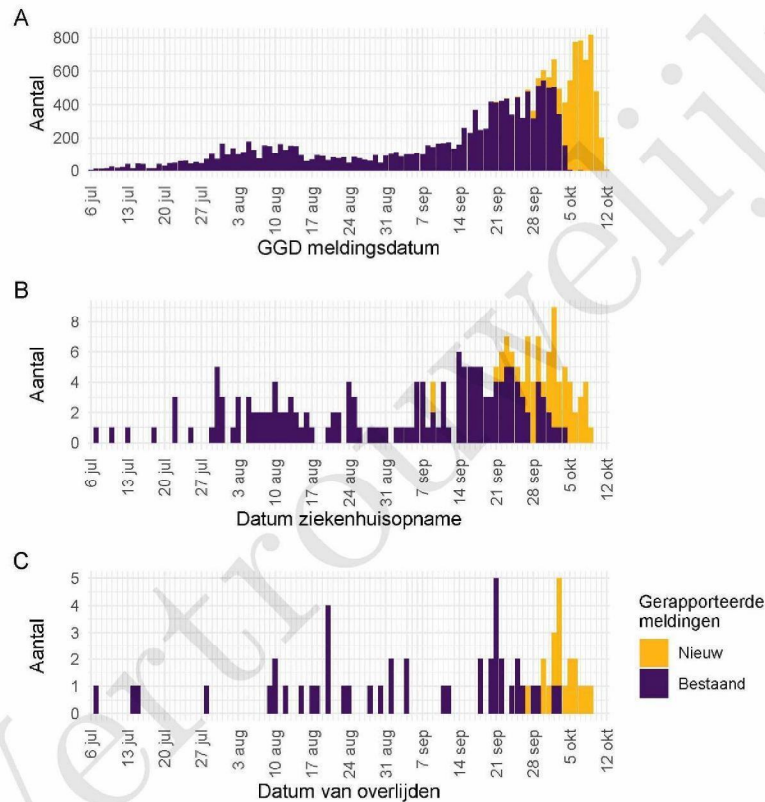 A
800
600
400
200
0
Aantal
6 jul
13 jul
20 jul
27 jul
3 aug
10 aug
17 aug
24 aug
31 aug
7 sep
14 sep
21 sep
28 sep
5 okt
12 okt
GGD meldingsdatum
B
8
6
4
2
0
Aantal
6 jul
13 jul
20 jul
27 jul
3 aug
10 aug
17 aug
24 aug
31 aug
7 sep
14 sep
21 sep
28 sep
5 okt
12 okt
Datum ziekenhuisopname
C
5
4
3
2
1
0
Aantal
6 jul
13 jul
20 jul
27 jul
3 aug
10 aug
17 aug
24 aug
31 aug
7 sep
14 sep
21 sep
28 sep
5 okt
12 okt
Datum van overlijden
Gerapporteerde
meldingen
Nieuw
Bestaand
Vertrouwelijk